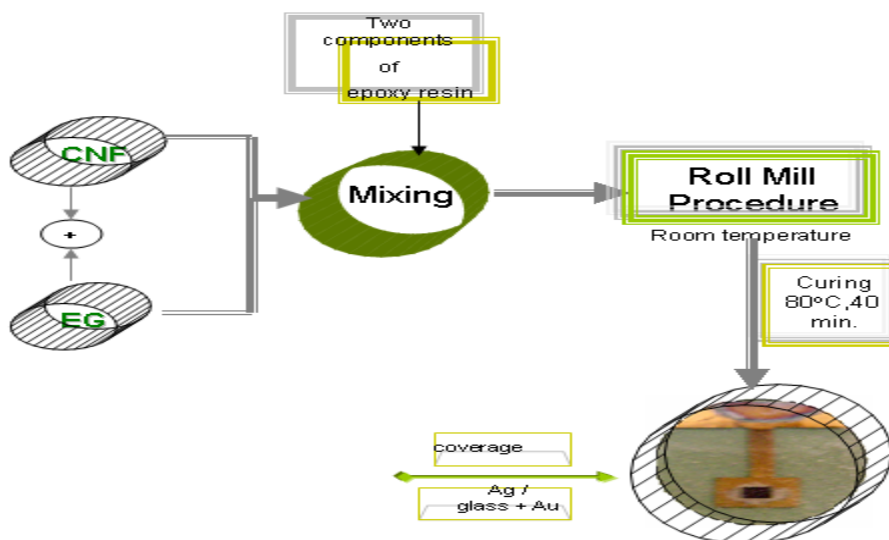 Two
components
of
epoxy resin
CNF
+
EG
Mixing
Roll Mill
Procedure
Room temperature
Curing
80ºC,40
min.
coverage
Ag /
glass + Au